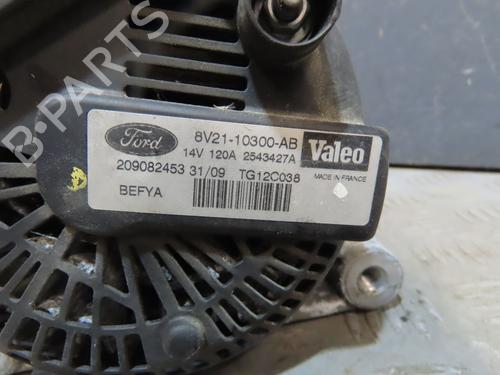 Ford
8V21-10300-AB
14V 120A 2543427A
Valeo
MADE IN FRANCE
209082453 31/09 TG12C038
BEFYA
B-PARTS